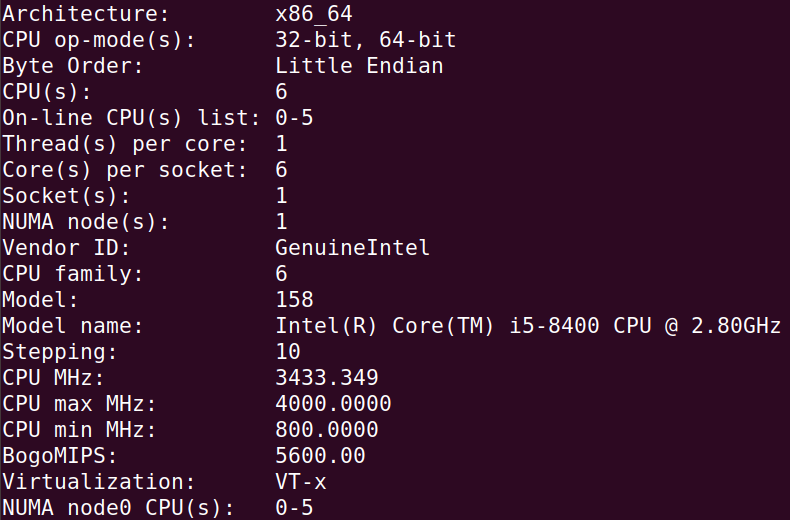 Architecture: x86_64
CPU op-mode(s): 32-bit, 64-bit
Byte Order: Little Endian
CPU(s): 6
On-line CPU(s) list: 0-5
Thread(s) per core: 1
Core(s) per socket: 6
Socket(s): 1
NUMA node(s): 1
Vendor ID: GenuineIntel
CPU family: 6
Model: 158
Model name: Intel(R) Core(TM) i5-8400 CPU @ 2.80GHz
Stepping: 10
CPU MHz: 3433.349
CPU max MHz: 4000.0000
CPU min MHz: 800.0000
BogoMIPS: 5600.00
Virtualization: VT-x
NUMA node0 CPU(s): 0-5